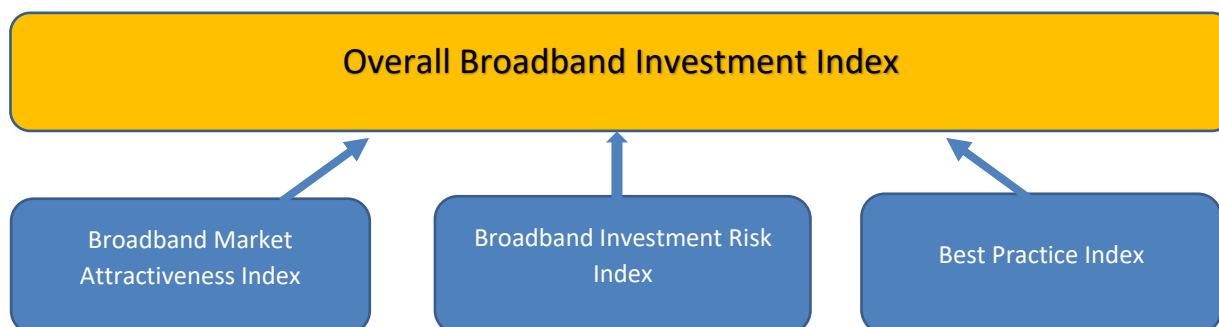 Overall Broadband Investment Index
Broadband Market
Attractiveness Index
Broadband Investment Risk
Index
Best Practice Index